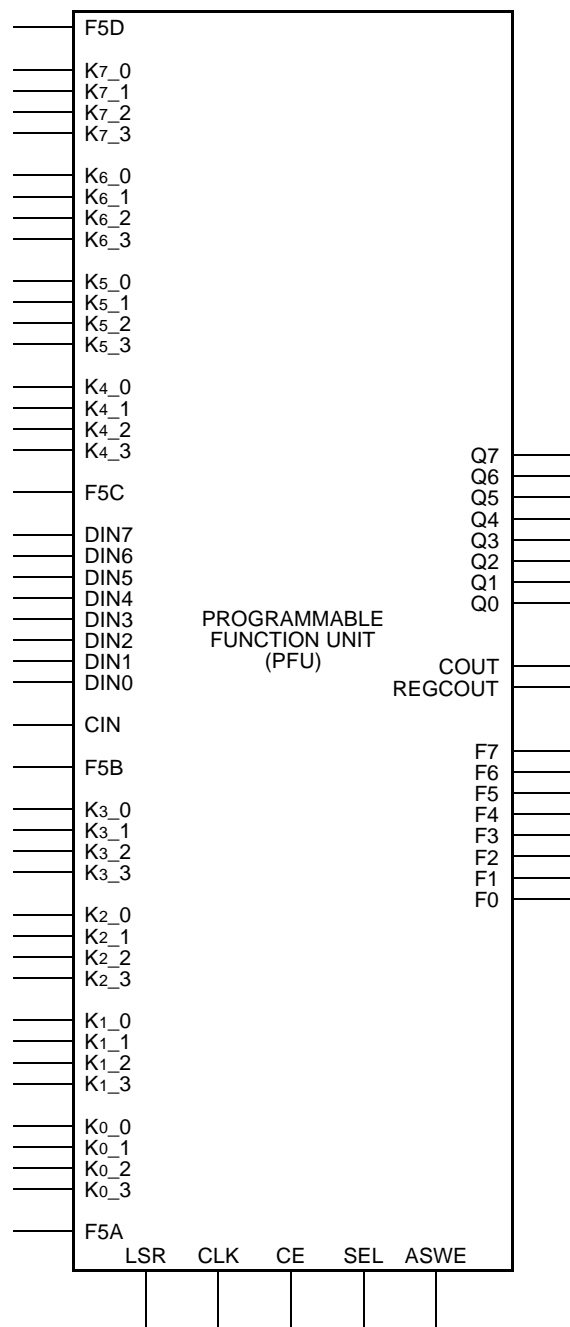 F5D
K7_0
K7_1
K7_2
K7_3
K6_0
K6_1
K6_2
K6_3
K5_0
K5_1
K5_2
K5_3
K4_0
K4_1
K4_2
K4_3
F5C
DIN7
DIN6
DIN5
DIN4
DIN3
DIN2
DIN1
DIN0
CIN
F5B
K3_0
K3_1
K3_2
K3_3
K2_0
K2_1
K2_2
K2_3
K1_0
K1_1
K1_2
K1_3
K0_0
K0_1
K0_2
K0_3
F5A
PROGRAMMABLE
FUNCTION UNIT
(PFU)
Q7
Q6
Q5
Q4
Q3
Q2
Q1
Q0
COUT
REGCOUT
F7
F6
F5
F4
F3
F2
F1
F0
LSR CLK CE SEL ASWE